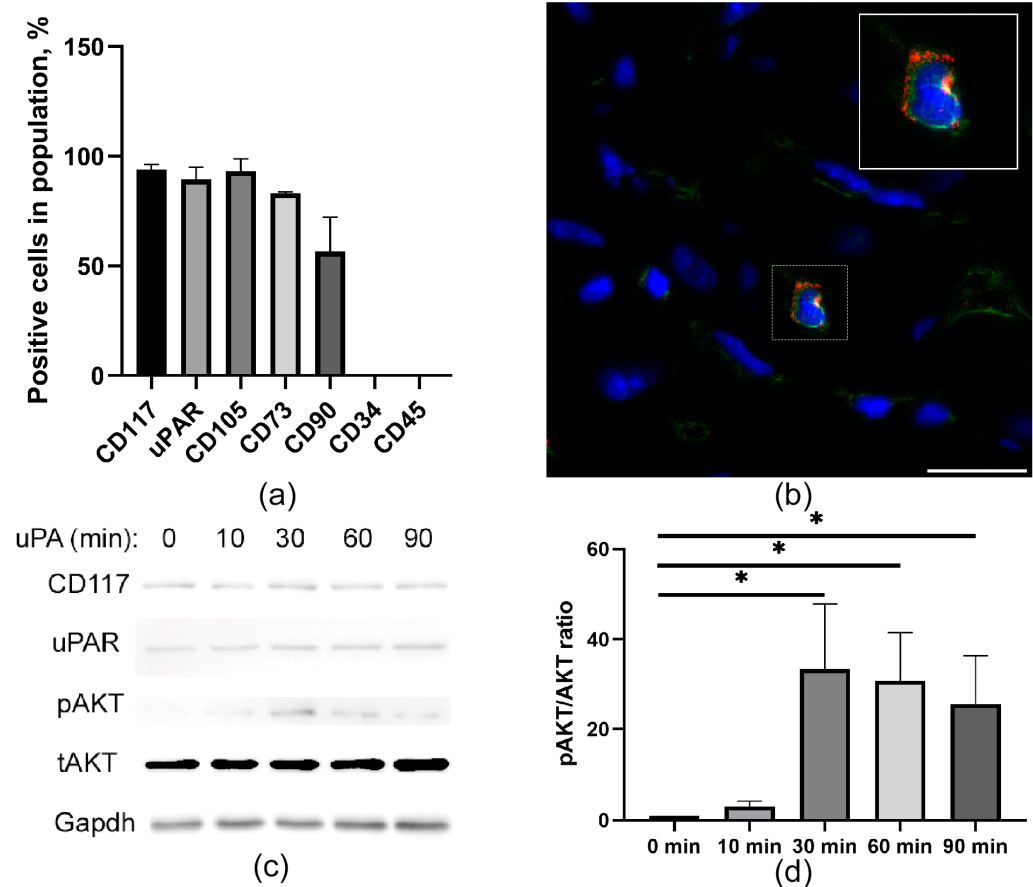 Positive cells in population, %
150
100
50
0
CD117
uPAR
CD105
CD73
CD90
CD34
CD45
(a)
(b)
uPA (min): 0 10 30 60 90
CD117
uPAR
pAKT
tAKT
Gapdh
(c)
pAKT/AKT ratio
60
40
20
0
*
*
*
0 min 10 min 30 min 60 min 90 min
(d)